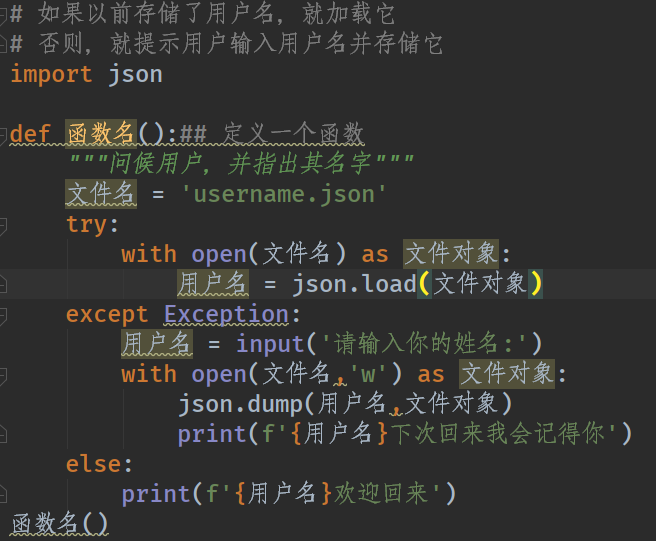 # 如果以前存储了用户名，就加载它
# 否则，就提示用户输入用户名并存储它
import json
def 函数名():## 定义一个函数
"""问候用户，并指出其名字"""
文件名 = 'username.json'
try:
with open(文件名) as 文件对象:
用户名 = json.load(文件对象)
except Exception:
用户名 = input('请输入你的姓名:')
with open(文件名,'w') as 文件对象:
json.dump(用户名,文件对象)
print(f'{用户名}下次回来我会记得你')
else:
print(f'{用户名}欢迎回来')
函数名()